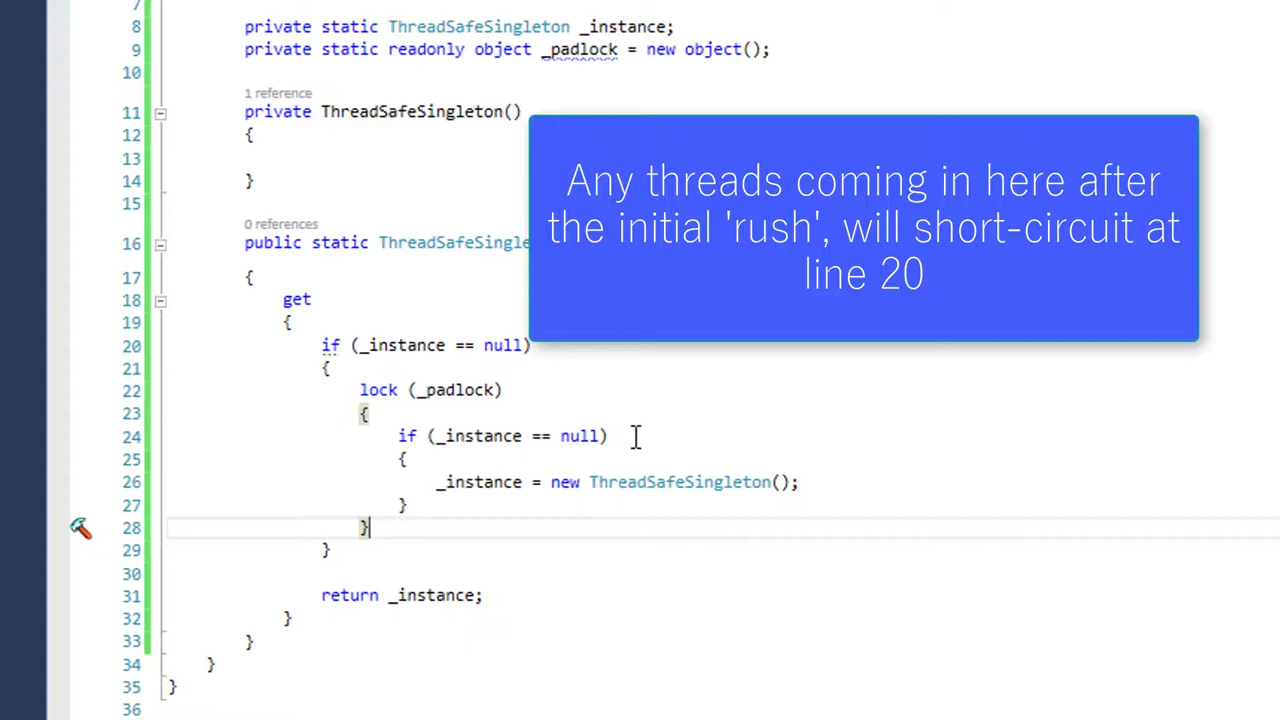 7
8 private static ThreadSafeSingleton _instance;
9 private static readonly object _padlock = new object();
10
1 reference
11 private ThreadSafeSingleton()
12 {
13
14 }
15
0 references
16 public static ThreadSafeSingle
Any threads coming in here after
the initial 'rush', will short-circuit at
line 20
17 {
18 get
19 {
20 if (_instance == null)
21 {
22 lock (_padlock)
23 {
24 if (_instance == null)
25 {
26 _instance = new ThreadSafeSingleton();
27 }
28 }
29 }
30
31 return _instance;
32 }
33 }
34 }
35 }
36